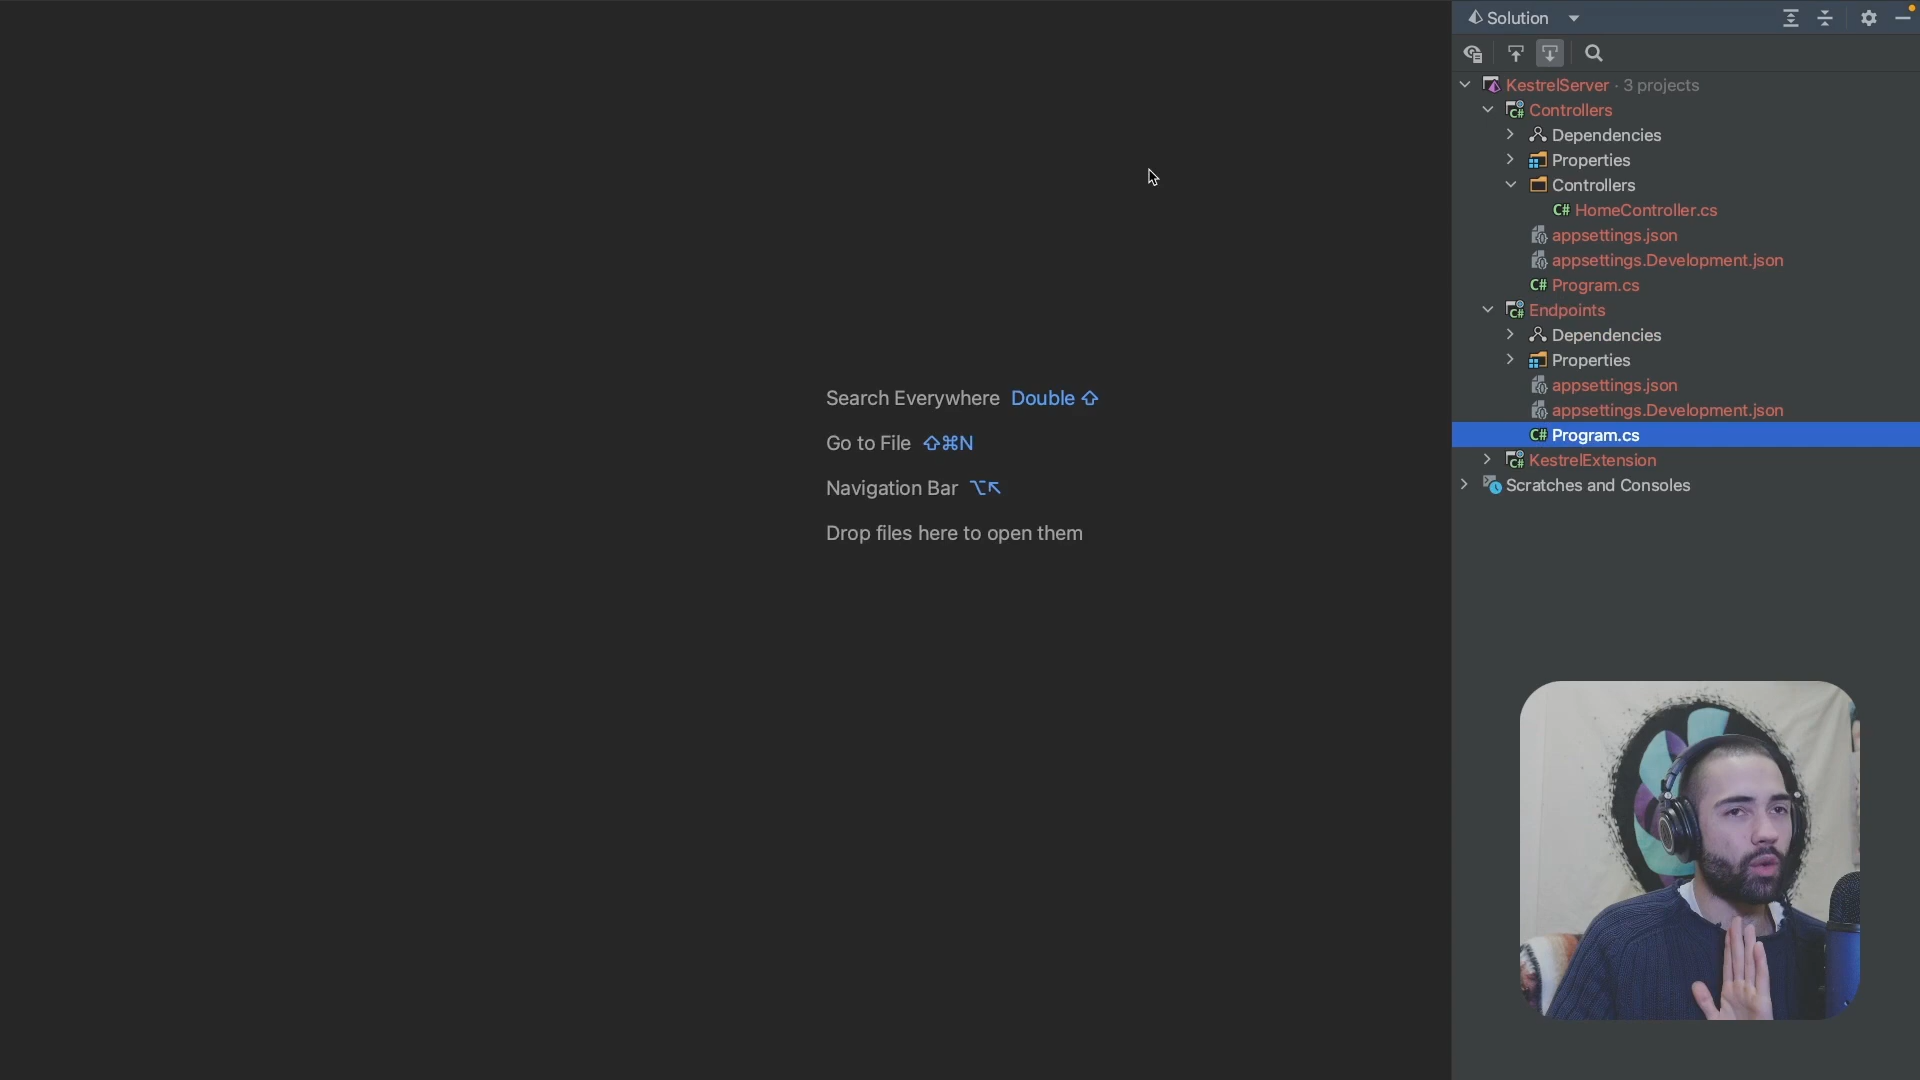 Solution
KestrelServer · 3 projects
C# Controllers
Dependencies
Properties
Controllers
C# HomeController.cs
appsettings.json
appsettings.Development.json
C# Program.cs
C# Endpoints
Dependencies
Properties
appsettings.json
appsettings.Development.json
C# Program.cs
C# KestrelExtension
Scratches and Consoles
Search Everywhere Double ⇧
Go to File ⇧⌘N
Navigation Bar ⌥↖
Drop files here to open them